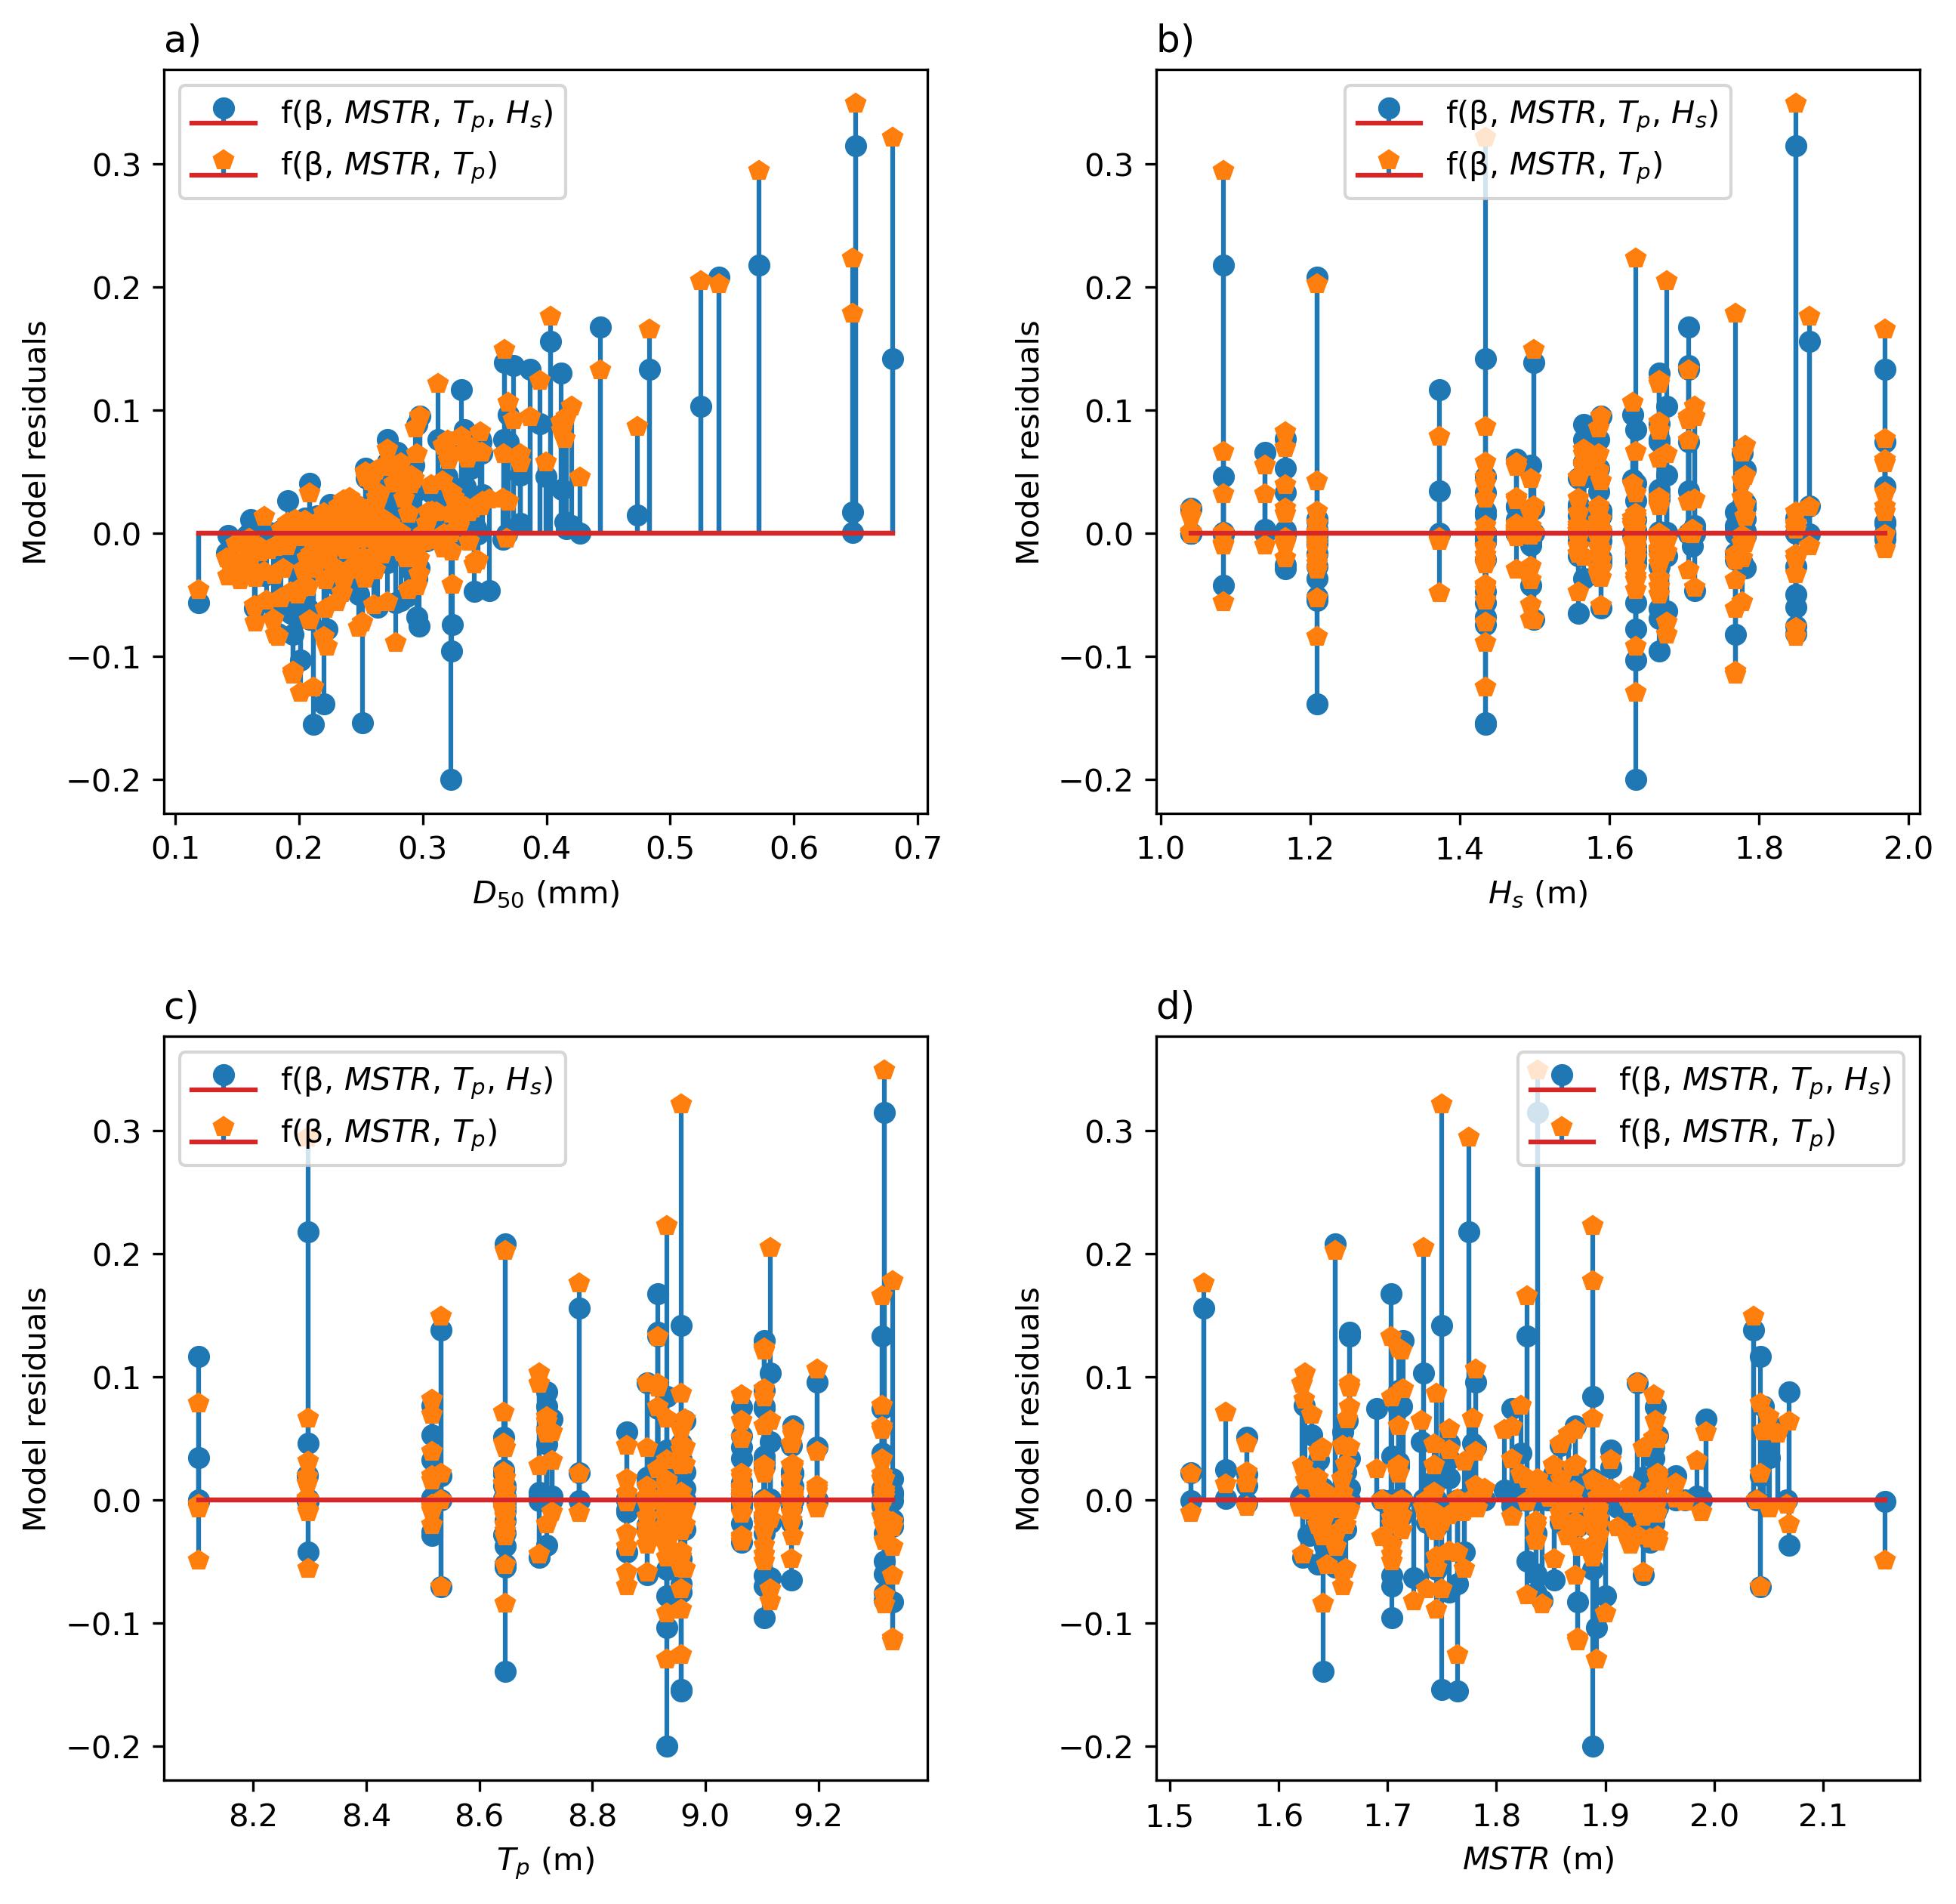 a)
f(β, MSTR, Tp, Hs)
f(β, MSTR, Tp)
0.3
0.2
0.1
0.0
−0.1
−0.2
Model residuals
0.1 0.2 0.3 0.4 0.5 0.6 0.7
D50 (mm)
b)
f(β, MSTR, Tp, Hs)
f(β, MSTR, Tp)
0.3
0.2
0.1
0.0
−0.1
−0.2
Model residuals
1.0 1.2 1.4 1.6 1.8 2.0
Hs (m)
c)
f(β, MSTR, Tp, Hs)
f(β, MSTR, Tp)
0.3
0.2
0.1
0.0
−0.1
−0.2
Model residuals
8.2 8.4 8.6 8.8 9.0 9.2
Tp (m)
d)
f(β, MSTR, Tp, Hs)
f(β, MSTR, Tp)
0.3
0.2
0.1
0.0
−0.1
−0.2
Model residuals
1.5 1.6 1.7 1.8 1.9 2.0 2.1
MSTR (m)